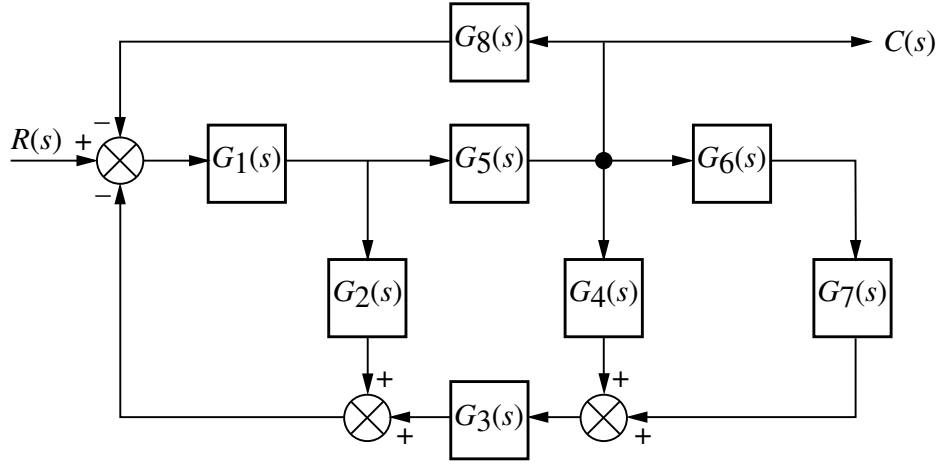 G8(s)
C(s)
−
R(s) +
G1(s)
G5(s)
G6(s)
−
G2(s)
G4(s)
G7(s)
+
+
G3(s)
+
+